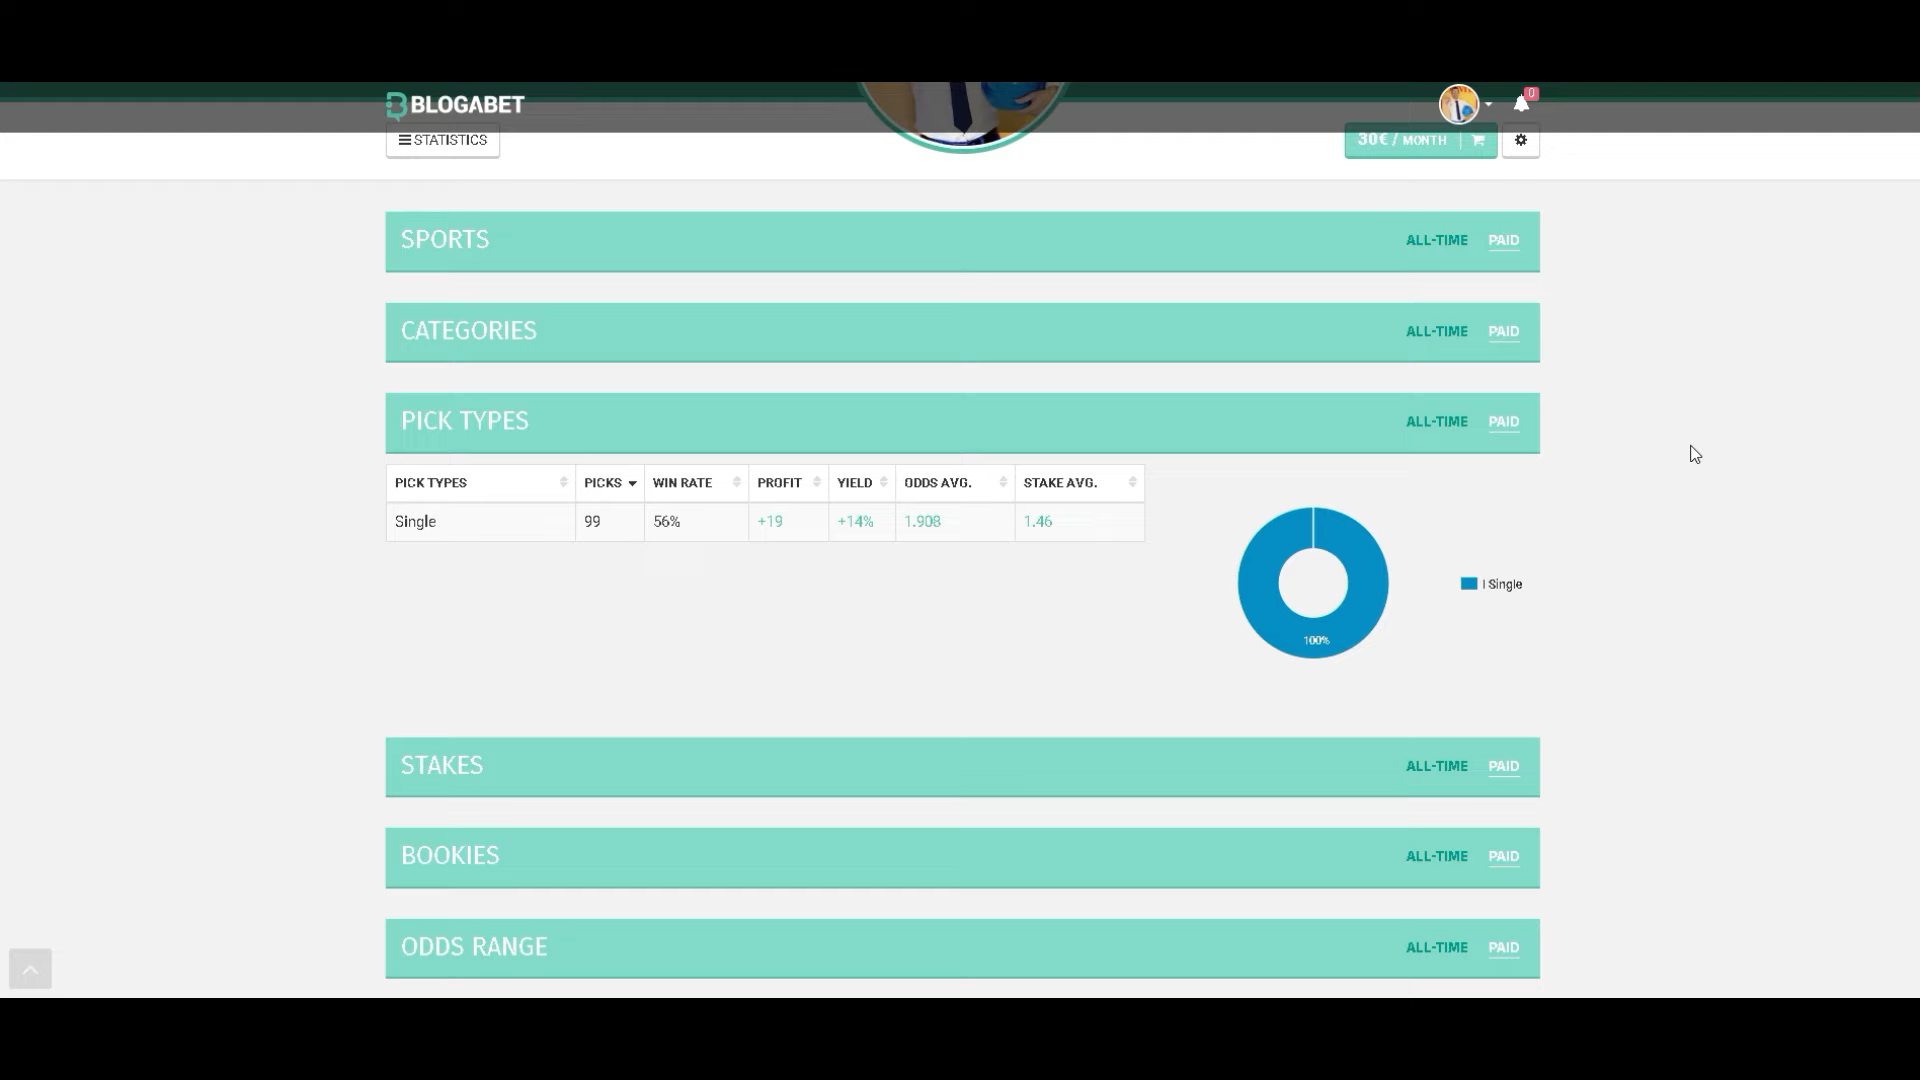 BLOGABET
0
STATISTICS
30€ / MONTH
SPORTS ALL-TIME PAID
CATEGORIES ALL-TIME PAID
PICK TYPES ALL-TIME PAID
PICK TYPES PICKS WIN RATE PROFIT YIELD ODDS AVG. STAKE AVG.
Single 99 56% +19 +14% 1.908 1.46
I Single
100%
STAKES ALL-TIME PAID
BOOKIES ALL-TIME PAID
ODDS RANGE ALL-TIME PAID